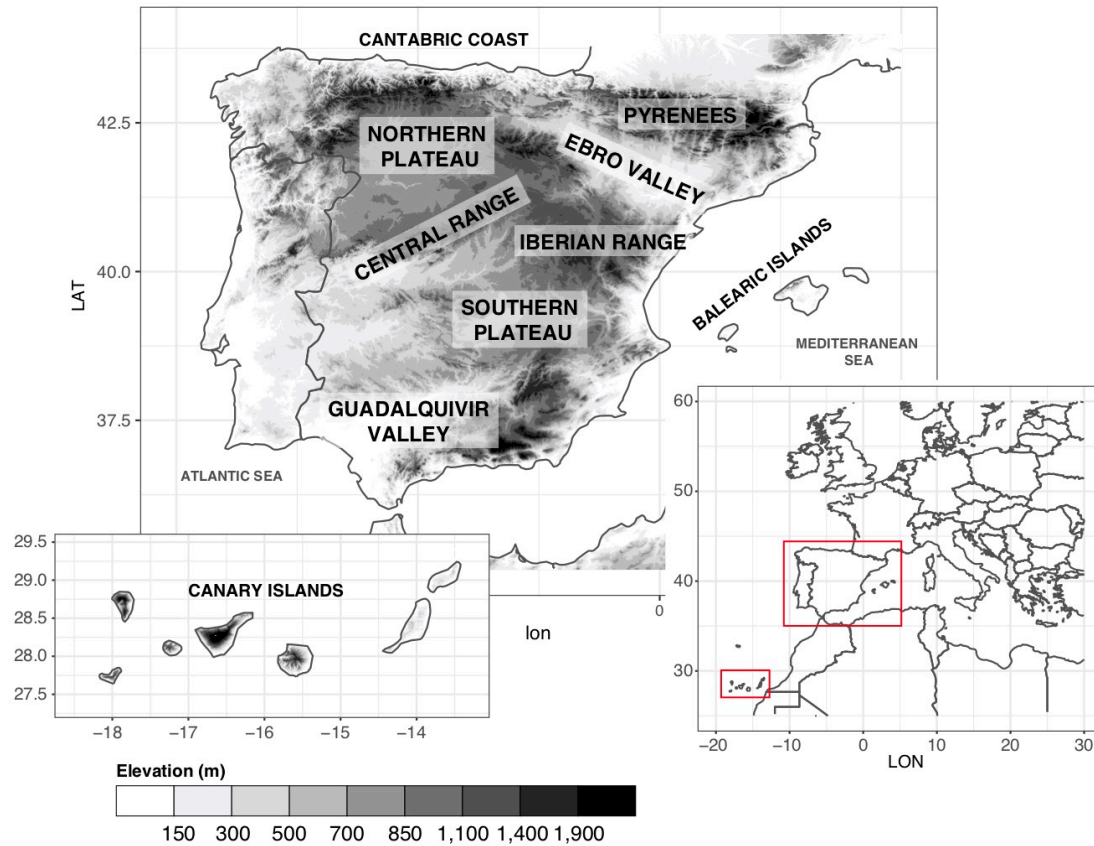 CANTABRIC COAST
PYRENEES
NORTHERN
PLATEAU
EBRO VALLEY
CENTRAL RANGE
IBERIAN RANGE
BALEARIC ISLANDS
SOUTHERN
PLATEAU
MEDITERRANEAN
SEA
GUADALQUIVIR
VALLEY
ATLANTIC SEA
LAT
42.5
40.0
37.5
0
lon
CANARY ISLANDS
29.5
29.0
28.5
28.0
27.5
−18 −17 −16 −15 −14
60
50
40
30
−20 −10 0 10 20 30
LON
Elevation (m)
150 300 500 700 850 1,100 1,400 1,900